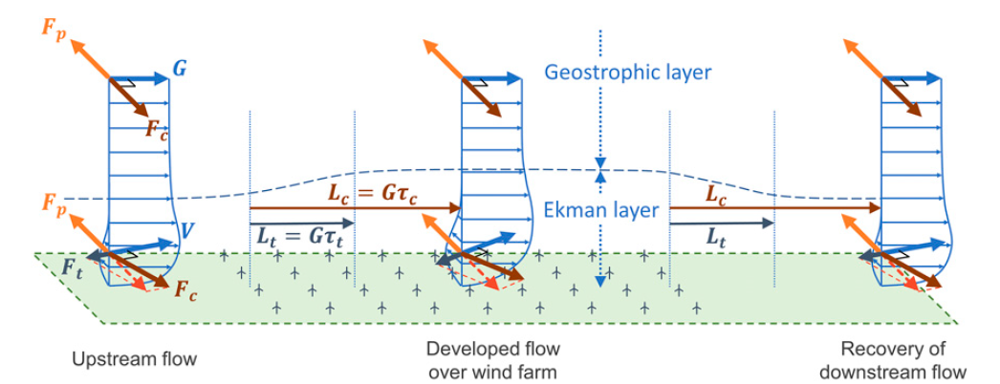 F_p
G
Geostrophic layer
F_c
F_p
L_c = Gτ_c
L_c
V
Ekman layer
L_t = Gτ_t
L_t
F_t
F_c
Upstream flow
Developed flow
over wind farm
Recovery of
downstream flow